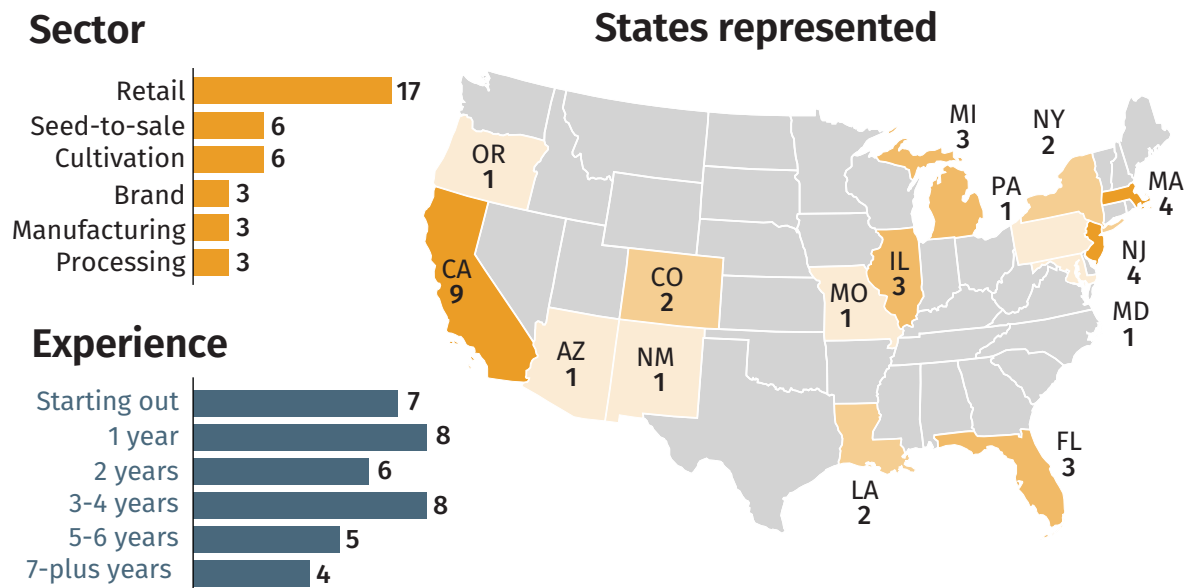 Sector
Retail 17
Seed-to-sale 6
Cultivation 6
Brand 3
Manufacturing 3
Processing 3
Experience
Starting out 7
1 year 8
2 years 6
3-4 years 8
5-6 years 5
7-plus years 4
States represented
OR
1
CA
9
AZ
1
NM
1
CO
2
MO
1
IL
3
MI
3
LA
2
FL
3
NY
2
PA
1
MA
4
NJ
4
MD
1